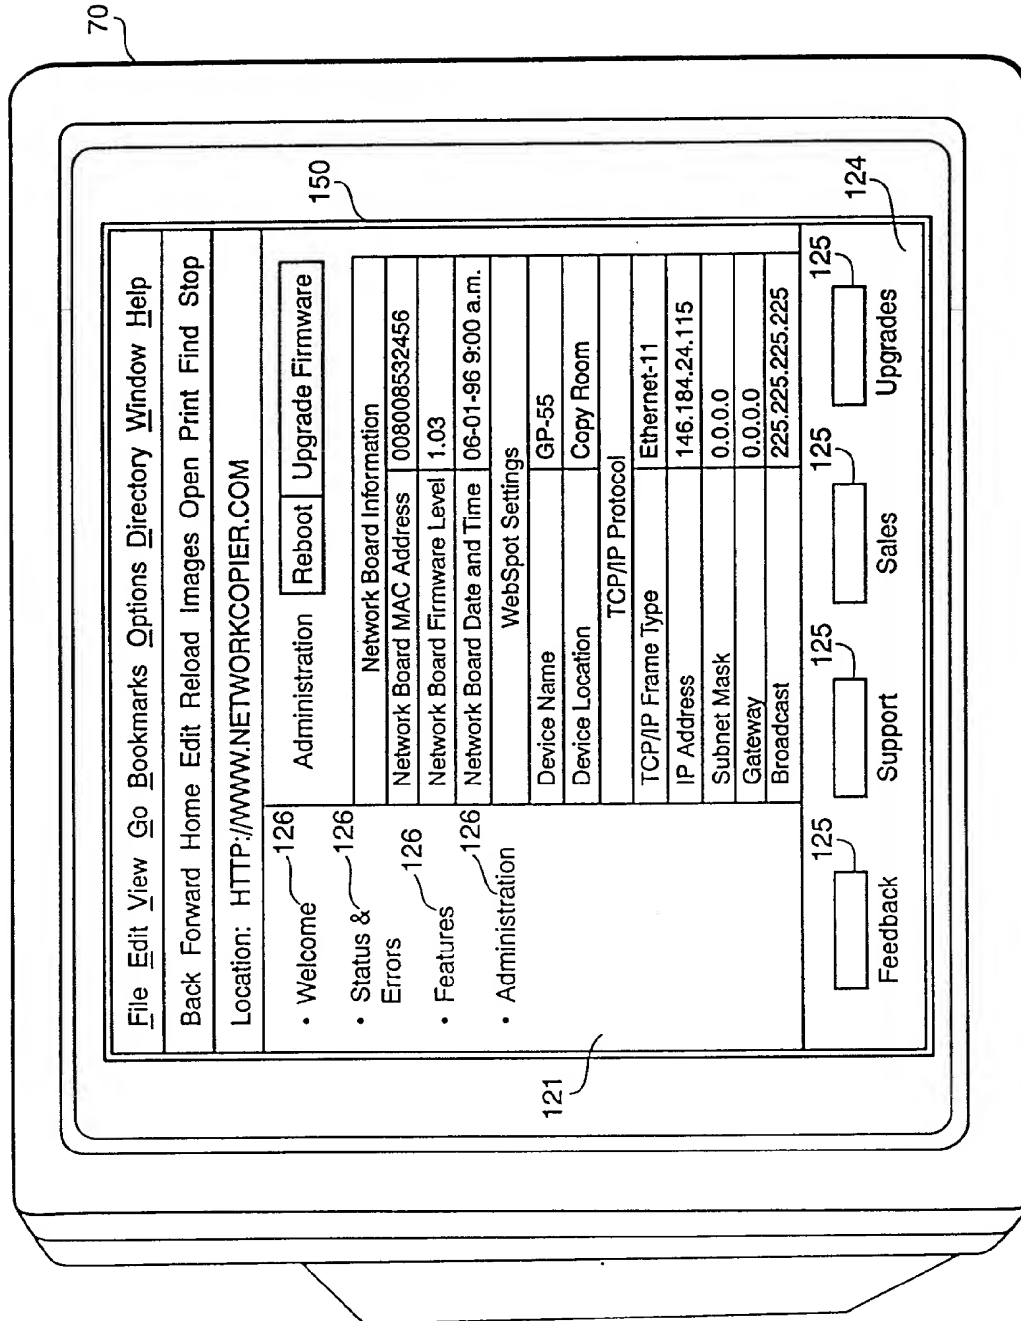 70
150
File Edit View Go Bookmarks Options Directory Window Help
Back Forward Home Edit Reload Images Open Print Find Stop
Location: HTTP://WWW.NETWORKCOPIER.COM
• Welcome 126
• Status & Errors 126
• Features 126
• Administration 126
121
Administration Reboot Upgrade Firmware
Network Board Information
Network Board MAC Address 008008532456
Network Board Firmware Level 1.03
Network Board Date and Time 06-01-96 9:00 a.m.
WebSpot Settings
Device Name GP-55
Device Location Copy Room
TCP/IP Protocol
TCP/IP Frame Type Ethernet-11
IP Address 146.184.24.115
Subnet Mask 0.0.0.0
Gateway 0.0.0.0
Broadcast 225.225.225.225
125 125 125 125
124
Feedback Support Sales Upgrades